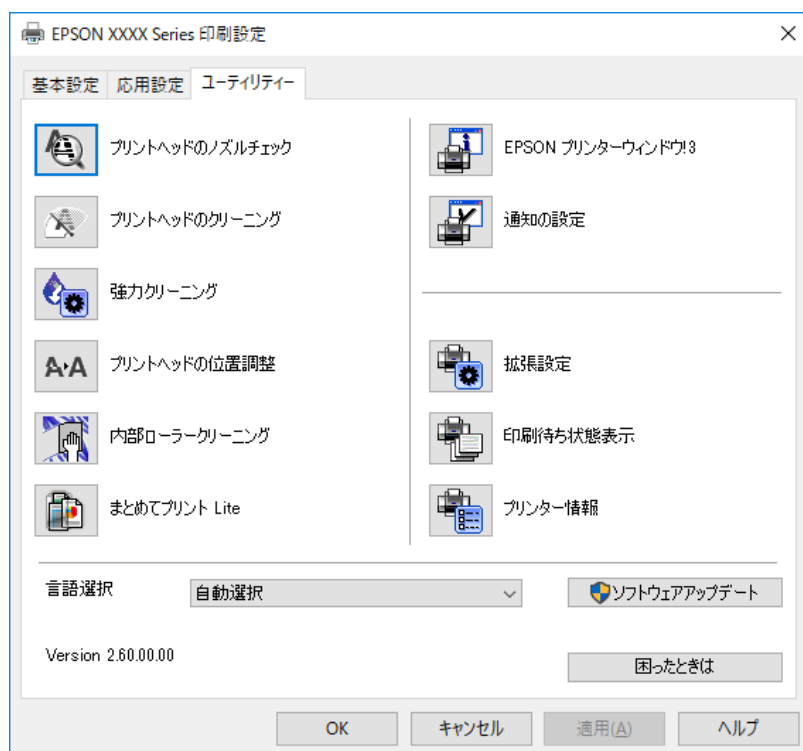 EPSON XXXX Series 印刷設定
基本設定 応用設定 ユーティリティー
プリントヘッドのノズルチェック
プリントヘッドのクリーニング
強力クリーニング
プリントヘッドの位置調整
内部ローラークリーニング
まとめてプリント Lite
EPSON プリンターウィンドウ!3
通知の設定
拡張設定
印刷待ち状態表示
プリンター情報
言語選択 自動選択 ソフトウェアアップデート
Version 2.60.00.00 困ったときは
OK キャンセル 適用(A) ヘルプ